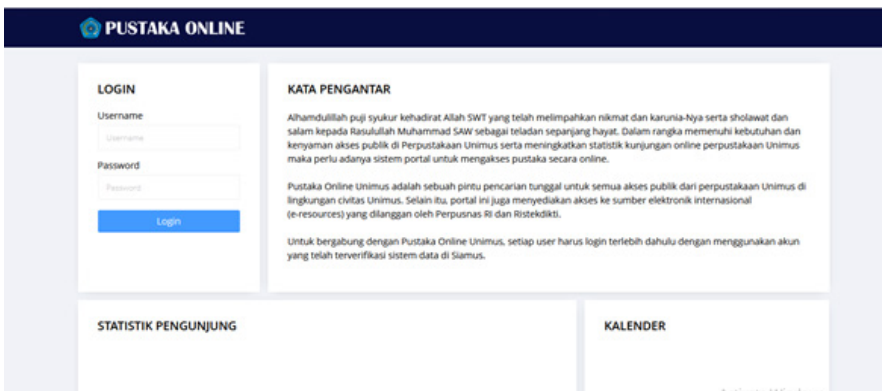 PUSTAKA ONLINE
LOGIN
Username
Username
Password
Password
Login
KATA PENGANTAR
Alhamdulillah puji syukur kehadirat Allah SWT yang telah melimpahkan nikmat dan karunia-Nya serta sholawat dan
salam kepada Rasulullah Muhammad SAW sebagai teladan sepanjang hayat. Dalam rangka memenuhi kebutuhan dan
kenyaman akses publik di Perpustakaan Unimus serta meningkatkan statistik kunjungan online perpustakaan Unimus
maka perlu adanya sistem portal untuk mengakses pustaka secara online.
Pustaka Online Unimus adalah sebuah pintu pencarian tunggal untuk semua akses publik dari perpustakaan Unimus di
lingkungan civitas Unimus. Selain itu, portal ini juga menyediakan akses ke sumber elektronik internasional
(e-resources) yang dilanggan oleh Perpusnas RI dan Ristekdikti.
Untuk bergabung dengan Pustaka Online Unimus, setiap user harus login terlebih dahulu dengan menggunakan akun
yang telah terverifikasi sistem data di Siamus.
STATISTIK PENGUNJUNG
KALENDER